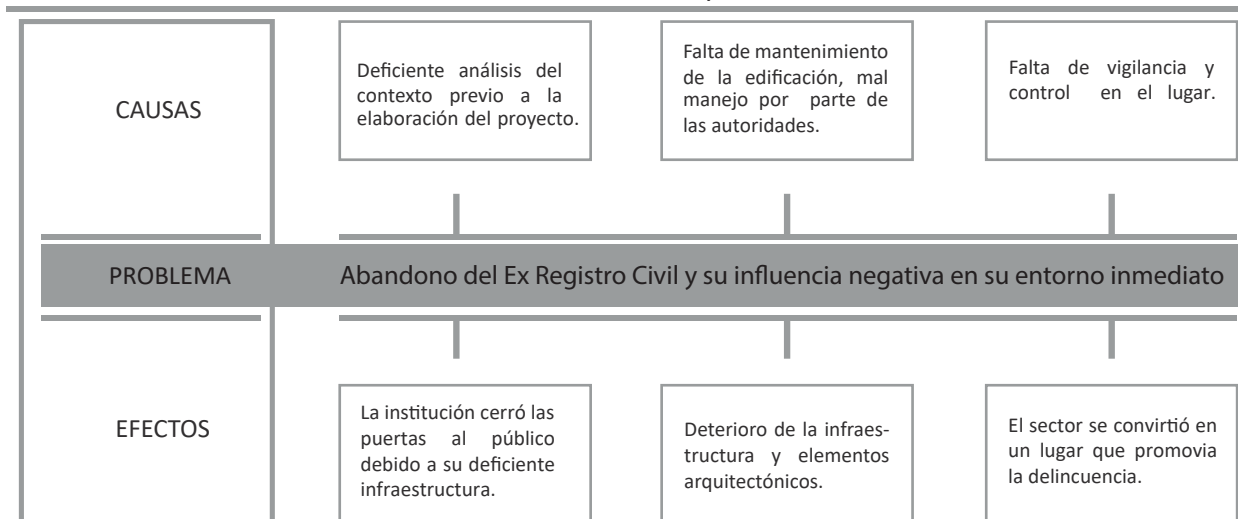 CAUSAS
Deficiente análisis del
contexto previo a la
elaboración del proyecto.
Falta de mantenimiento
de la edificación, mal
manejo por parte de
las autoridades.
Falta de vigilancia y
control en el lugar.
PROBLEMA
Abandono del Ex Registro Civil y su influencia negativa en su entorno inmediato
EFECTOS
La institución cerró las
puertas al público
debido a su deficiente
infraestructura.
Deterioro de la infraes-
tructura y elementos
arquitectónicos.
El sector se convirtió en
un lugar que promovia
la delincuencia.